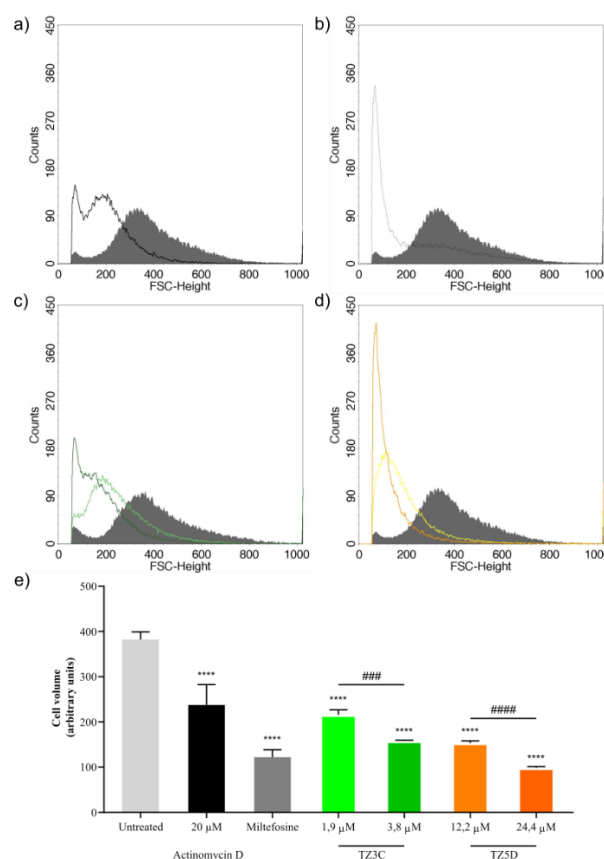 a)
450
360
270
180
90
0
Counts
0 200 400 600 800 1000
FSC-Height
b)
450
360
270
180
90
0
Counts
0 200 400 600 800 100
FSC-Height
c)
450
360
270
180
90
0
Counts
0 200 400 600 800 1000
FSC-Height
d)
450
360
270
180
90
0
Counts
0 200 400 600 800 100
FSC-Height
e)
500
400
300
200
100
0
Cell volume
(arbitrary units)
****
****
****
###
****
****
####
****
Untreated 20 µM Miltefosine 1,9 µM 3,8 µM 12,2 µM 24,4 µM
Actinomycin D TZ3C TZ5D